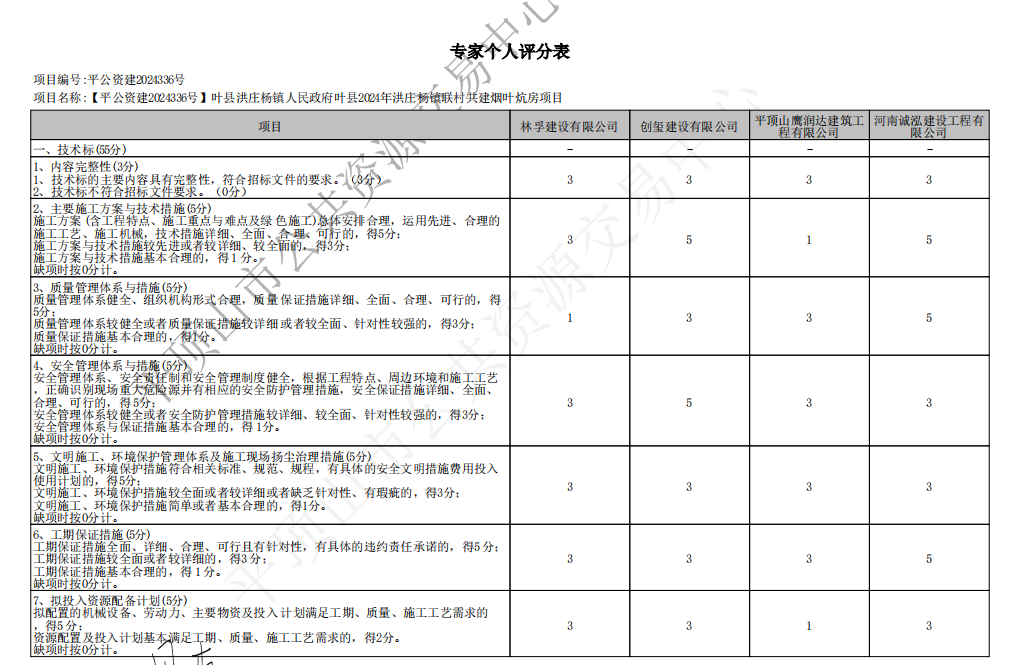 专家个人评分表
项目编号:平公资建2024336号
项目名称:【平公资建2024336号】叶县洪庄杨镇人民政府叶县2024年洪庄杨镇联村共建烟叶炕房项目
项目 林孚建设有限公司 创玺建设有限公司 平顶山鹰润达建筑工程有限公司 河南诚泓建设工程有限公司
一、技术标(55分) － － － －
1、内容完整性(3分)
1、技术标的主要内容具有完整性，符合招标文件的要求。（3分）
2、技术标不符合招标文件要求。（0分）
3 3 3 3
2、主要施工方案与技术措施(5分)
施工方案（含工程特点、施工重点与难点及绿色施工)总体安排合理，运用先进、合理的
施工工艺、施工机械，技术措施详细、全面、合理、可行的，得5分;
施工方案与技术措施较先进或者较详细、较全面的，得3分;
施工方案与技术措施基本合理的，得1分。
缺项时按0分计。
3 5 1 5
3、质量管理体系与措施(5分)
质量管理体系健全、组织机构形式合理，质量保证措施详细、全面、合理、可行的，得
5分;
质量管理体系较健全或者质量保证措施较详细或者较全面、针对性较强的，得3分;
质量保证措施基本合理的，得1分。
缺项时按0分计。
1 3 3 5
4、安全管理体系与措施(5分)
安全管理体系、安全责任制和安全管理制度健全，根据工程特点、周边环境和施工工艺
，正确识别现场重大危险源并有相应的安全防护管理措施，安全保证措施详细、全面、
合理、可行的，得5分;
安全管理体系较健全或者安全防护管理措施较详细、较全面、针对性较强的，得3分;
安全管理体系与保证措施基本合理的，得1分。
缺项时按0分计。
3 5 3 3
5、文明施工、环境保护管理体系及施工现场扬尘治理措施(5分)
文明施工、环境保护措施符合相关标准、规范、规程，有具体的安全文明措施费用投入
使用计划的，得5分;
文明施工、环境保护措施较全面或者较详细或者缺乏针对性、有瑕疵的，得3分;
文明施工、环境保护措施简单或者基本合理的，得1分。
缺项时按0分计。
3 3 3 3
6、工期保证措施(5分)
工期保证措施全面、详细、合理、可行且有针对性，有具体的违约责任承诺的，得5分;
工期保证措施较全面或者较详细的，得3分;
工期保证措施基本合理的，得1分。
缺项时按0分计。
3 3 3 5
7、拟投入资源配备计划(5分)
拟配置的机械设备、劳动力、主要物资及投入计划满足工期、质量、施工工艺需求的
，得5分;
资源配置及投入计划基本满足工期、质量、施工工艺需求的，得2分。
缺项时按0分计。
3 3 1 3
平顶山市公共资源交易中心
平顶山市公共资源交易中心